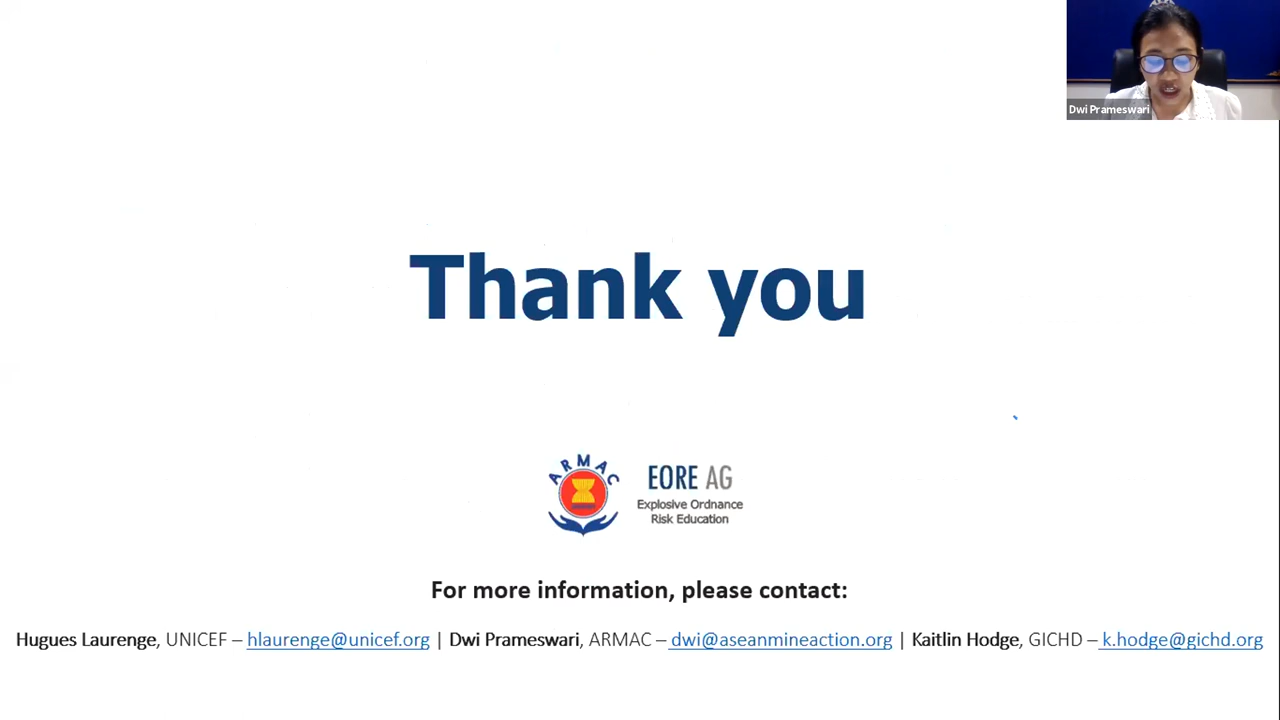 Dwi Prameswari
Thank you
ARMAC
EORE AG
Explosive Ordnance
Risk Education
For more information, please contact:
Hugues Laurenge, UNICEF – hlaurenge@unicef.org | Dwi Prameswari, ARMAC – dwi@aseanmineaction.org | Kaitlin Hodge, GICHD – k.hodge@gichd.org